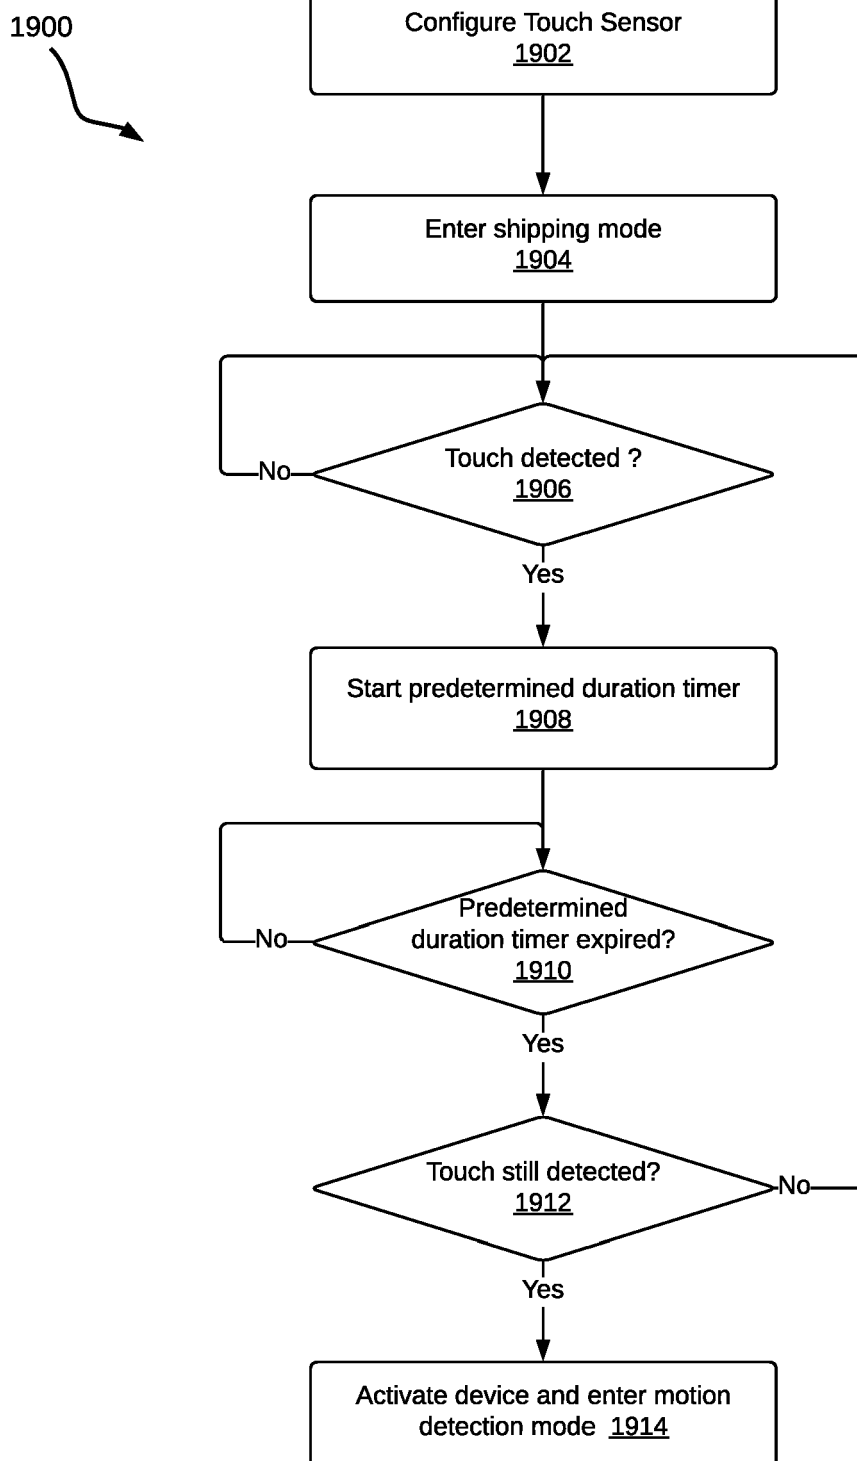 1900
Configure Touch Sensor
1902
Enter shipping mode
1904
Touch detected ?
1906
No
Yes
Start predetermined duration timer
1908
Predetermined
duration timer expired?
1910
No
Yes
Touch still detected?
1912
No
Yes
Activate device and enter motion
detection mode 1914